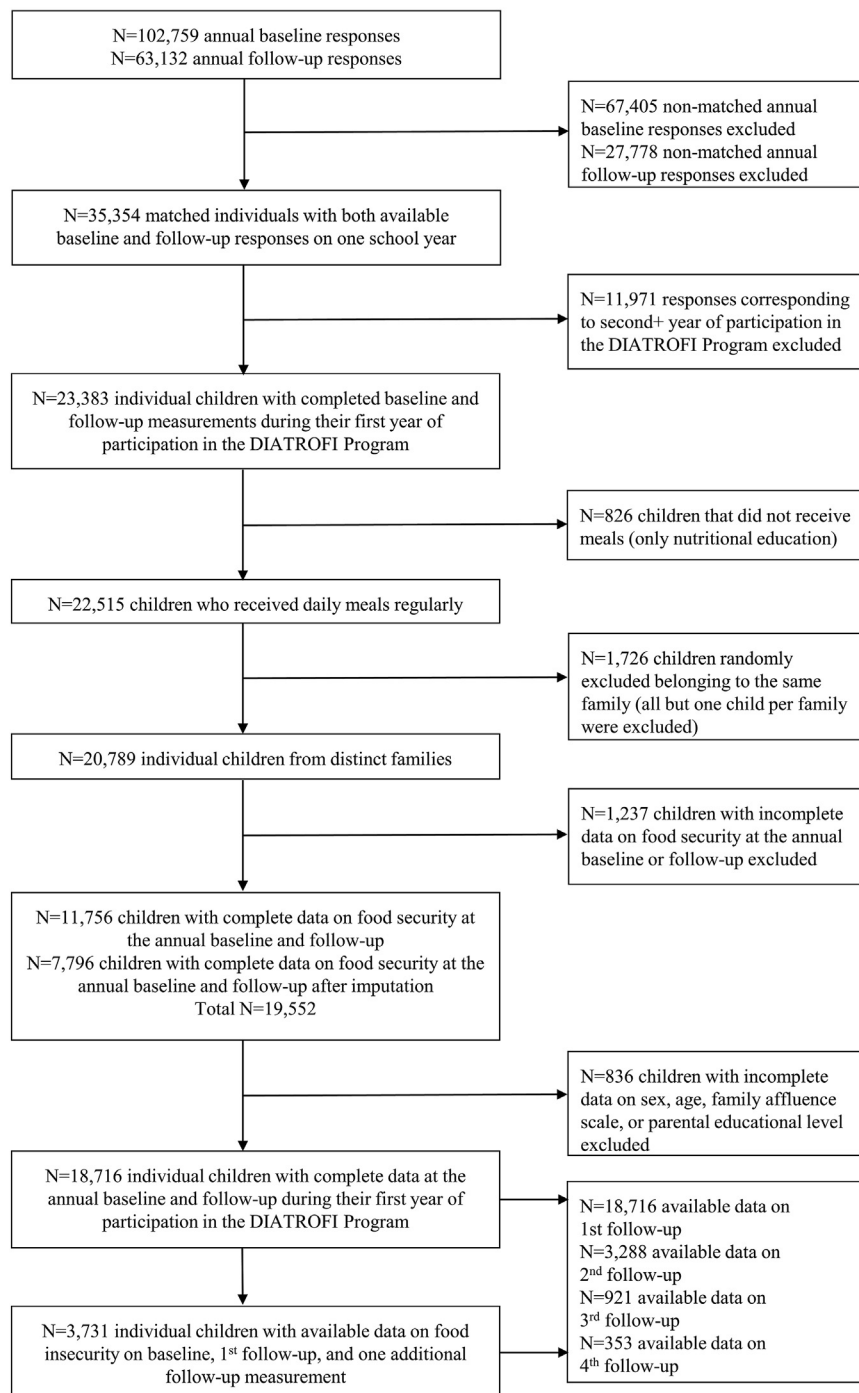 N=102,759 annual baseline responses
N=63,132 annual follow-up responses
N=67,405 non-matched annual
baseline responses excluded
N=27,778 non-matched annual
follow-up responses excluded
N=35,354 matched individuals with both available
baseline and follow-up responses on one school year
N=11,971 responses corresponding
to second+ year of participation in
the DIATROFI Program excluded
N=23,383 individual children with completed baseline and
follow-up measurements during their first year of
participation in the DIATROFI Program
N=826 children that did not receive
meals (only nutritional education)
N=22,515 children who received daily meals regularly
N=1,726 children randomly
excluded belonging to the same
family (all but one child per family
were excluded)
N=20,789 individual children from distinct families
N=1,237 children with incomplete
data on food security at the annual
baseline or follow-up excluded
N=11,756 children with complete data on food security at
the annual baseline and follow-up
N=7,796 children with complete data on food security at the
annual baseline and follow-up after imputation
Total N=19,552
N=836 children with incomplete
data on sex, age, family affluence
scale, or parental educational level
excluded
N=18,716 individual children with complete data at the
annual baseline and follow-up during their first year of
participation in the DIATROFI Program
N=18,716 available data on
1st follow-up
N=3,288 available data on
2nd follow-up
N=921 available data on
3rd follow-up
N=353 available data on
4th follow-up
N=3,731 individual children with available data on food
insecurity on baseline, 1st follow-up, and one additional
follow-up measurement